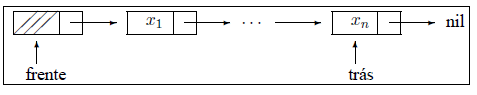 x₁ · · · xₙ nil
frente trás